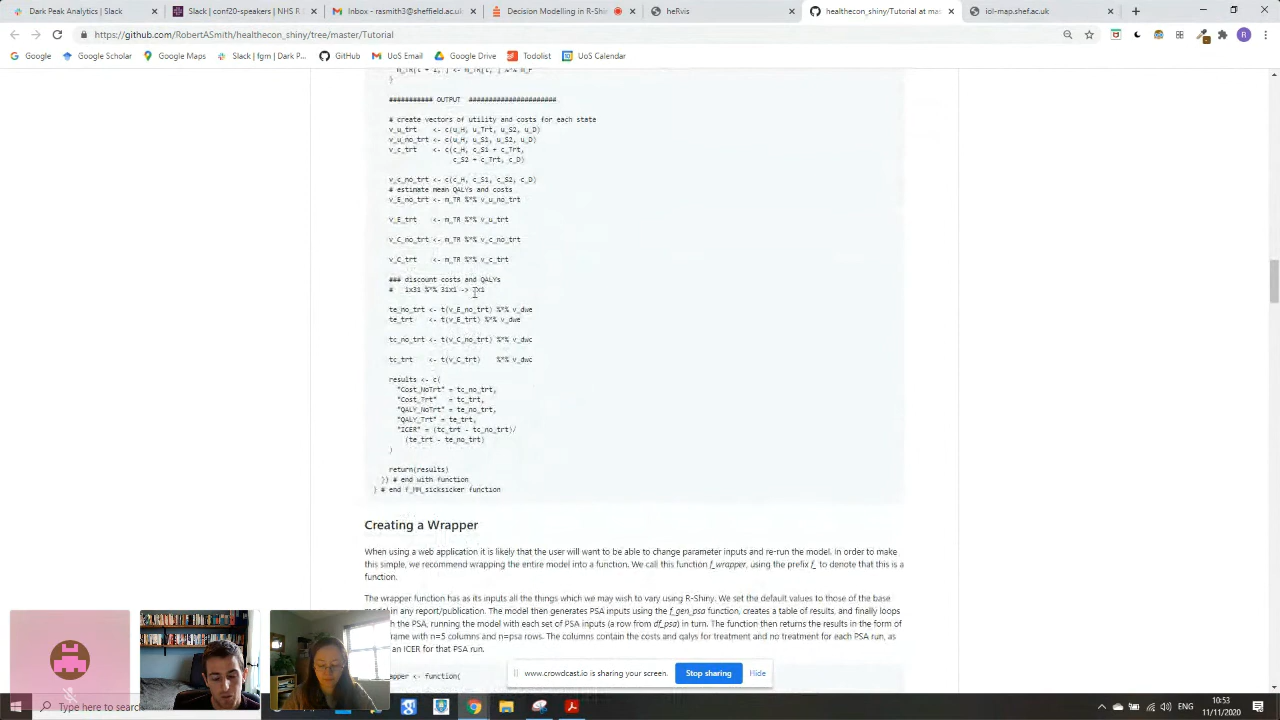 Dark Peak Analytics | Slack
Slack | conf20-speakers | NHS R
Inbox - rasmith3@sheffield.ac.uk
Decision Modelling in R-Shin
heRvis
healthecon_shiny/Tutorial at ma
iol-map.shef.ac.uk
https://github.com/RobertASmith/healthecon_shiny/tree/master/Tutorial
Google
Google Scholar
Google Maps
Slack | fgm | Dark P...
GitHub
UoS Email
Google Drive
Todoist
UoS Calendar
}
########### OUTPUT ######################
# create vectors of utility and costs for each state
v_u_trt <- c(u_H, u_Trt, u_S2, u_D)
v_u_no_trt <- c(u_H, u_S1, u_S2, u_D)
v_c_trt <- c(c_H, c_S1 + c_Trt,
c_S2 + c_Trt, c_D)
v_c_no_trt <- c(c_H, c_S1, c_S2, c_D)
# estimate mean QALYs and costs
v_E_no_trt <- m_TR %*% v_u_no_trt
v_E_trt <- m_TR %*% v_u_trt
v_C_no_trt <- m_TR %*% v_c_no_trt
v_C_trt <- m_TR %*% v_c_trt
### discount costs and QALYs
# 1x31 %*% 31x1 -> 1x1
te_no_trt <- t(v_E_no_trt) %*% v_dwe
te_trt <- t(v_E_trt) %*% v_dwe
tc_no_trt <- t(v_C_no_trt) %*% v_dwc
tc_trt <- t(v_C_trt) %*% v_dwc
results <- c(
"Cost_NoTrt" = tc_no_trt,
"Cost_Trt" = tc_trt,
"QALY_NoTrt" = te_no_trt,
"QALY_Trt" = te_trt,
"ICER" = (tc_trt - tc_no_trt)/
(te_trt - te_no_trt)
)
return(results)
}) # end with function
} # end f_MM_sicksicker function
Creating a Wrapper
When using a web application it is likely that the user will want to be able to change parameter inputs and re-run the model. In order to make
this simple, we recommend wrapping the entire model into a function. We call this function f_wrapper, using the prefix f_ to denote that this is a
function.
The wrapper function has as its inputs all the things which we may wish to vary using R-Shiny. We set the default values to those of the base
model in any report/publication. The model then generates PSA inputs using the f_gen_psa function, creates a table of results, and finally loops
the PSA, running the model with each set of PSA inputs (a row from df_psa) in turn. The function then returns the results in the form of
frame with n=5 columns and n=psa rows. The columns contain the costs and qalys for treatment and no treatment for each PSA run, as
an ICER for that PSA run.
www.crowdcast.io is sharing your screen.
Stop sharing
Hide
<- function(
Type here to search
ENG
10:53
11/11/2020